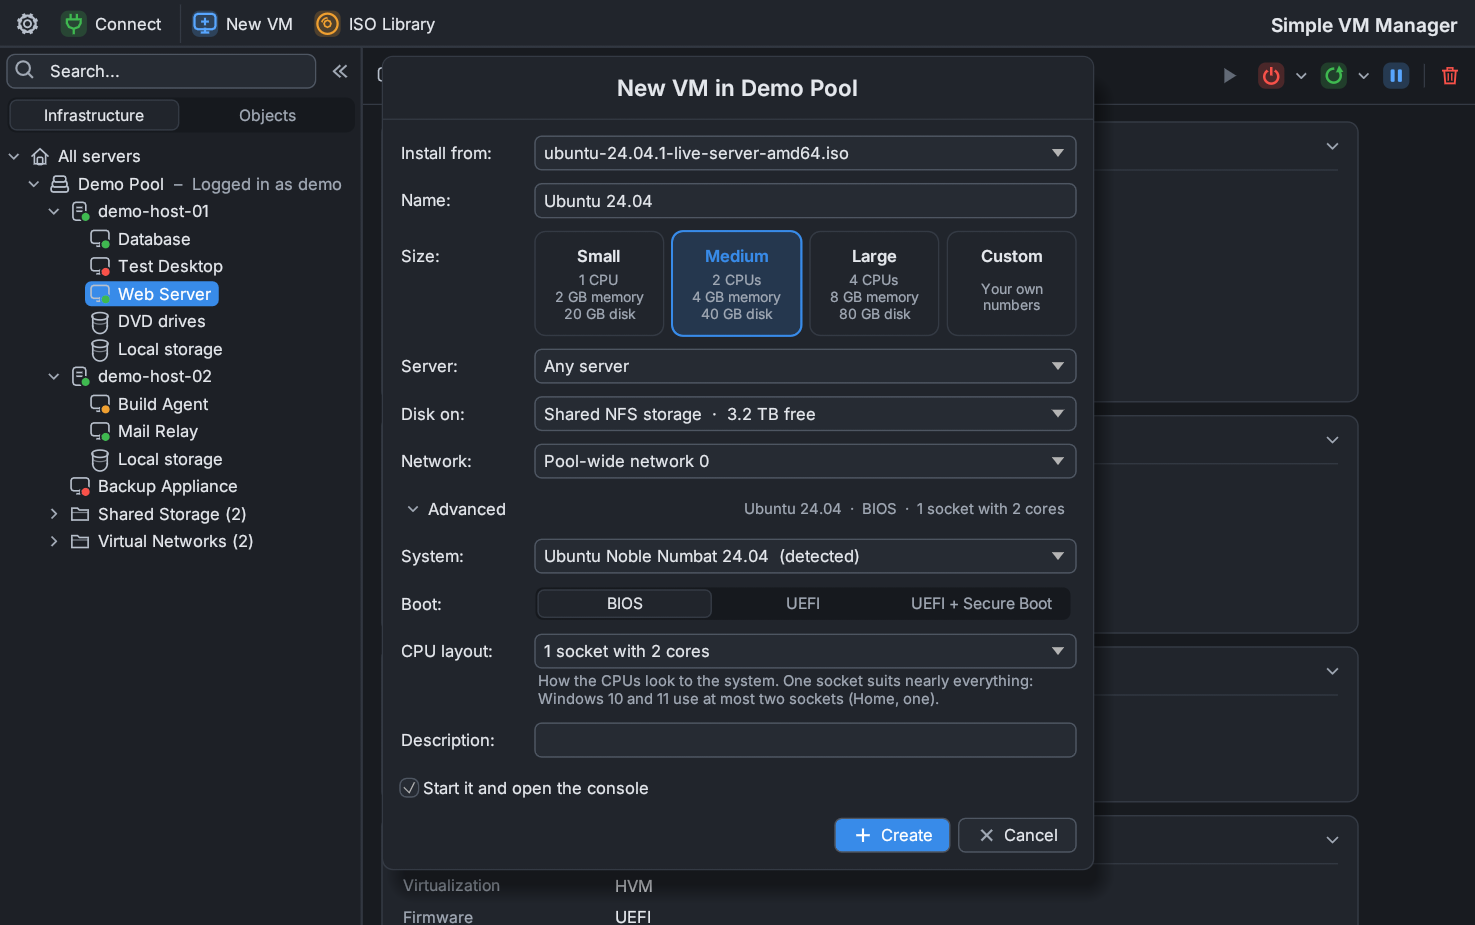 Connect
New VM
ISO Library
Simple VM Manager
Search...
Infrastructure
Objects
All servers
Demo Pool – Logged in as demo
demo-host-01
Database
Test Desktop
Web Server
DVD drives
Local storage
demo-host-02
Build Agent
Mail Relay
Local storage
Backup Appliance
Shared Storage (2)
Virtual Networks (2)
New VM in Demo Pool
Install from:
ubuntu-24.04.1-live-server-amd64.iso
Name:
Ubuntu 24.04
Size:
Small
1 CPU
2 GB memory
20 GB disk
Medium
2 CPUs
4 GB memory
40 GB disk
Large
4 CPUs
8 GB memory
80 GB disk
Custom
Your own
numbers
Server:
Any server
Disk on:
Shared NFS storage · 3.2 TB free
Network:
Pool-wide network 0
Advanced
Ubuntu 24.04 · BIOS · 1 socket with 2 cores
System:
Ubuntu Noble Numbat 24.04 (detected)
Boot:
BIOS
UEFI
UEFI + Secure Boot
CPU layout:
1 socket with 2 cores
How the CPUs look to the system. One socket suits nearly everything:
Windows 10 and 11 use at most two sockets (Home, one).
Description:
Start it and open the console
Create
Cancel
Virtualization
HVM
Firmware
UEFI